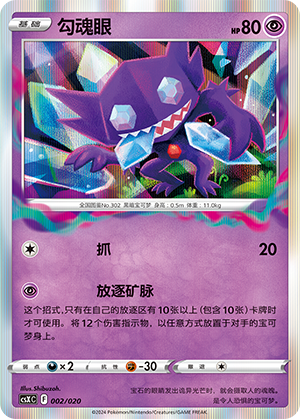 基础 勾魂眼 HP80
全国图鉴No.302 黑暗宝可梦 身高:0.5m 体重:11.0kg
抓 20
放逐矿脉
这个招式,只有在自己的放逐区有10张以上(包含10张)卡牌时
才可使用。将12个伤害指示物,以任意方式放置于对手的宝可
梦身上。
弱点 ×2 抵抗力 -30 撤退
Illus. Shibuzoh.
csXC F 002/020
宝石的眼睛发出诡异光芒时,就会摄取人的魂魄。
是令人恐惧的宝可梦。
©2024 Pokémon/Nintendo/Creatures/GAME FREAK.